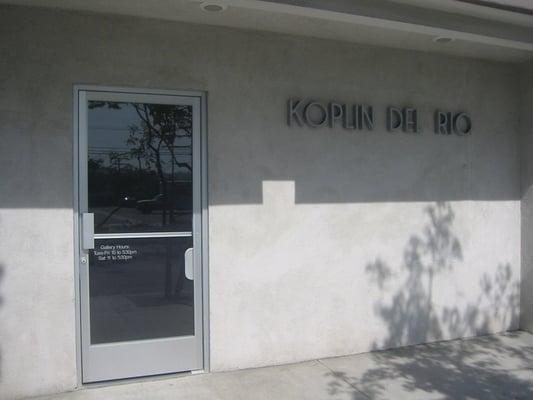 KOPLIN DEL RIO
Gallery Hours:
Tues-Fri 10 to 5:30pm
Sat 11 to 5:30pm